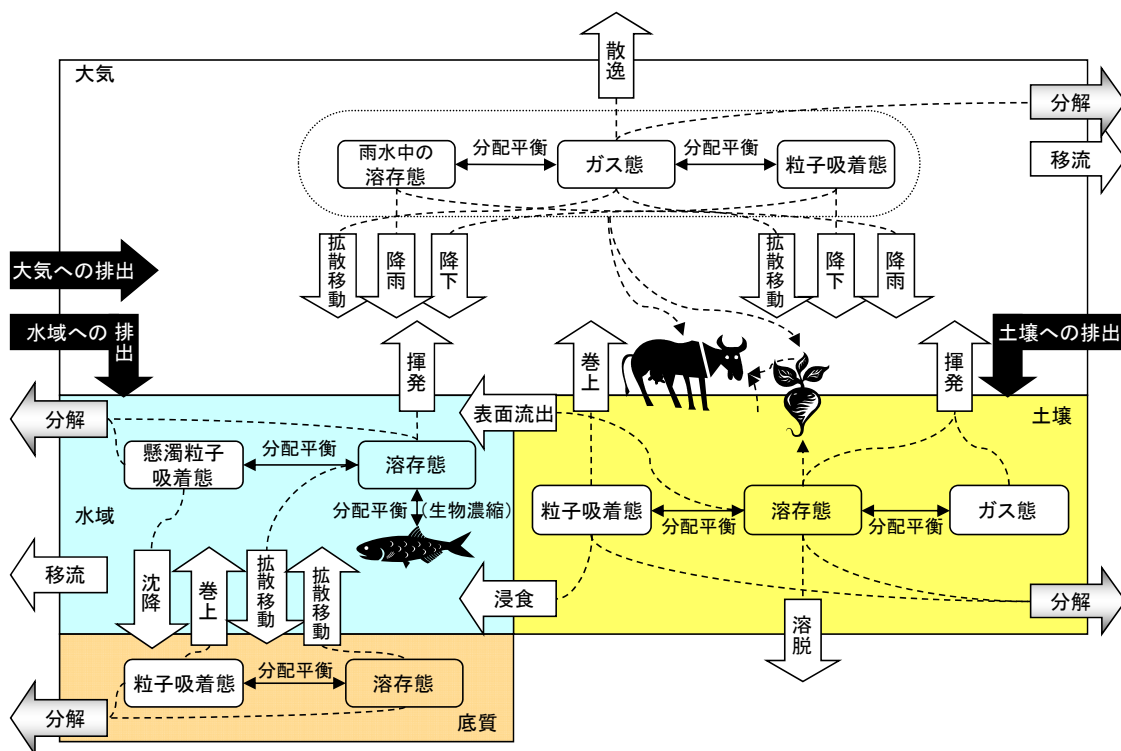 散逸
大気
分解
移流
雨水中の
溶存態
分配平衡
ガス態
分配平衡
粒子吸着態
拡散移動
降雨
降下
拡散移動
降下
降雨
大気への排出
水域への排出
土壌への排出
揮発
巻上
揮発
分解
表面流出
土壌
懸濁粒子
吸着態
分配平衡
溶存態
水域
分配平衡（生物濃縮）
粒子吸着態
分配平衡
溶存態
分配平衡
ガス態
移流
沈降
巻上
拡散移動
拡散移動
浸食
分解
溶脱
粒子吸着態
分配平衡
溶存態
分解
底質